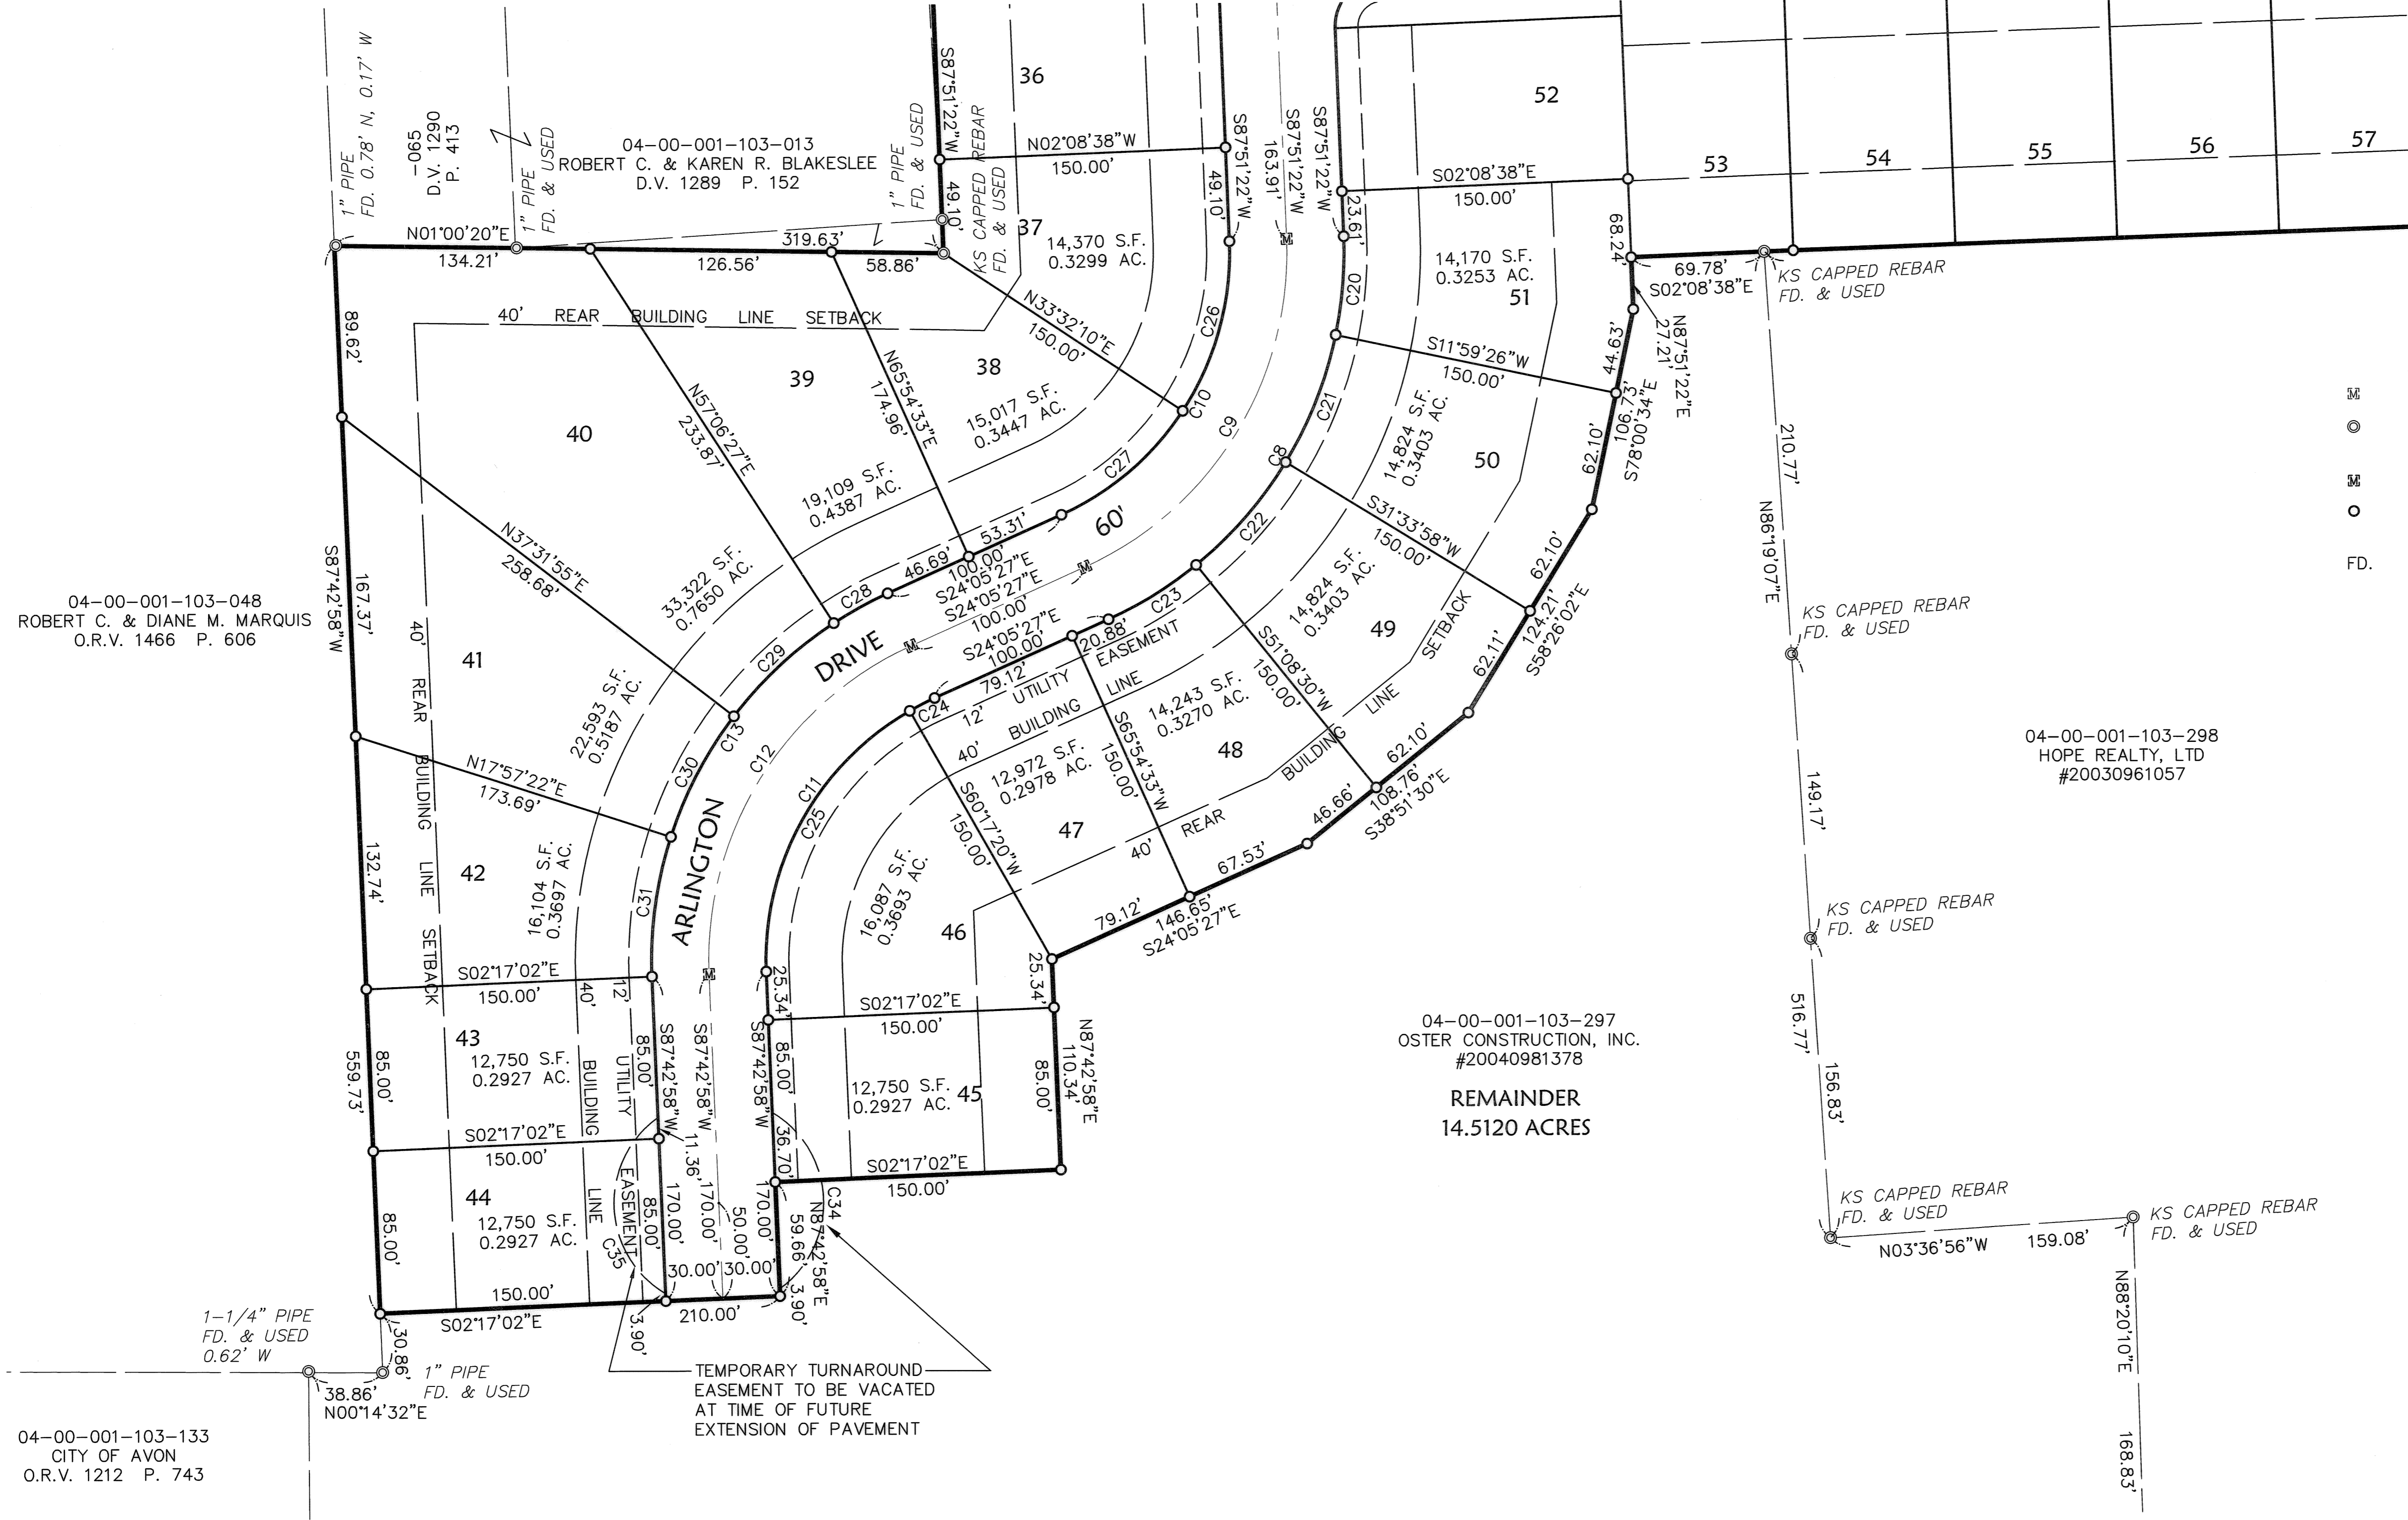 1" PIPE
FD. 0.78' N, 0.17' W
-065
D.V. 1290
P. 413
1" PIPE
FD. & USED
04-00-001-103-013
ROBERT C. & KAREN R. BLAKESLEE
D.V. 1289 P. 152
1" PIPE
FD. & USED
S87°51'22"W
KS CAPPED REBAR
FD. & USED
36
N02°08'38"W
150.00'
49.10'
37
14,370 S.F.
0.3299 AC.
49.10'
S87°51'22"W
163.91'
S87°51'22"W
S87°51'22"W
23.61'
52
S02°08'38"E
150.00'
53
54
55
56
57
68.24'
14,170 S.F.
0.3253 AC.
51
69.78'
S02°08'38"E
KS CAPPED REBAR
FD. & USED
N87°51'22"E
27.21'
N01°00'20"E
134.21'
319.63'
126.56'
58.86'
40' REAR BUILDING LINE SETBACK
89.62'
N33°32'10"E
150.00'
C26
C20
S11°59'26"W
150.00'
44.63'
106.73'
S78°00'34"E
62.10'
38
15,017 S.F.
0.3447 AC.
39
N65°54'33"E
174.96'
19,109 S.F.
0.4387 AC.
40
N57°06'27"E
233.87'
33,322 S.F.
0.7650 AC.
C10
C9
C21
C8
C27
C22
14,824 S.F.
0.3403 AC.
50
S31°33'58"W
150.00'
62.10'
124.21'
S58°26'02"E
62.11'
210.77'
N86°19'07"E
FD.
KS CAPPED REBAR
FD. & USED
04-00-001-103-048
ROBERT C. & DIANE M. MARQUIS
O.R.V. 1466 P. 606
S87°42'58"W
167.37'
N37°31'55"E
258.68'
41
22,593 S.F.
0.5187 AC.
40' REAR BUILDING LINE SETBACK
C28
46.69'
53.31'
100.00'
S24°05'27"E
S24°05'27"E
100.00'
S24°05'27"E
100.00'
60'
DRIVE
ARLINGTON
C29
C13
C12
C30
C23
20.88'
79.12'
C24
12' UTILITY EASEMENT
40' BUILDING LINE
14,824 S.F.
0.3403 AC.
49
S51°08'30"W
150.00'
40' REAR BUILDING LINE SETBACK
14,243 S.F.
0.3270 AC.
48
S65°54'33"W
150.00'
62.10'
108.76'
S38°51'30"E
46.66'
67.53'
12,972 S.F.
0.2978 AC.
47
S60°17'20"W
150.00'
79.12'
146.65'
S24°05'27"E
C11
C25
N17°57'22"E
173.69'
132.74'
42
16,104 S.F.
0.3697 AC.
C31
16,087 S.F.
0.3693 AC.
46
25.34'
25.34'
S02°17'02"E
150.00'
S02°17'02"E
150.00'
149.17'
04-00-001-103-298
HOPE REALTY, LTD
#20030961057
KS CAPPED REBAR
FD. & USED
516.77'
156.83'
04-00-001-103-297
OSTER CONSTRUCTION, INC.
#20040981378
REMAINDER
14.5120 ACRES
43
12,750 S.F.
0.2927 AC.
559.73'
85.00'
40' BUILDING LINE
12' UTILITY EASEMENT
85.00'
S87°42'58"W
S87°42'58"W
S87°42'58"W
85.00'
36.70'
12,750 S.F.
0.2927 AC.
45
85.00'
N87°42'58"E
110.34'
S02°17'02"E
150.00'
S02°17'02"E
150.00'
11.36'
44
12,750 S.F.
0.2927 AC.
85.00'
C35
85.00'
170.00'
170.00'
50.00'
170.00'
59.66'
N87°42'58"E
C34
30.00'
30.00'
3.90'
3.90'
150.00'
S02°17'02"E
210.00'
KS CAPPED REBAR
FD. & USED
N03°36'56"W
159.08'
KS CAPPED REBAR
FD. & USED
N88°20'10"E
168.83'
1-1/4" PIPE
FD. & USED
0.62' W
30.86'
1" PIPE
FD. & USED
38.86'
N00°14'32"E
TEMPORARY TURNAROUND
EASEMENT TO BE VACATED
AT TIME OF FUTURE
EXTENSION OF PAVEMENT
04-00-001-103-133
CITY OF AVON
O.R.V. 1212 P. 743